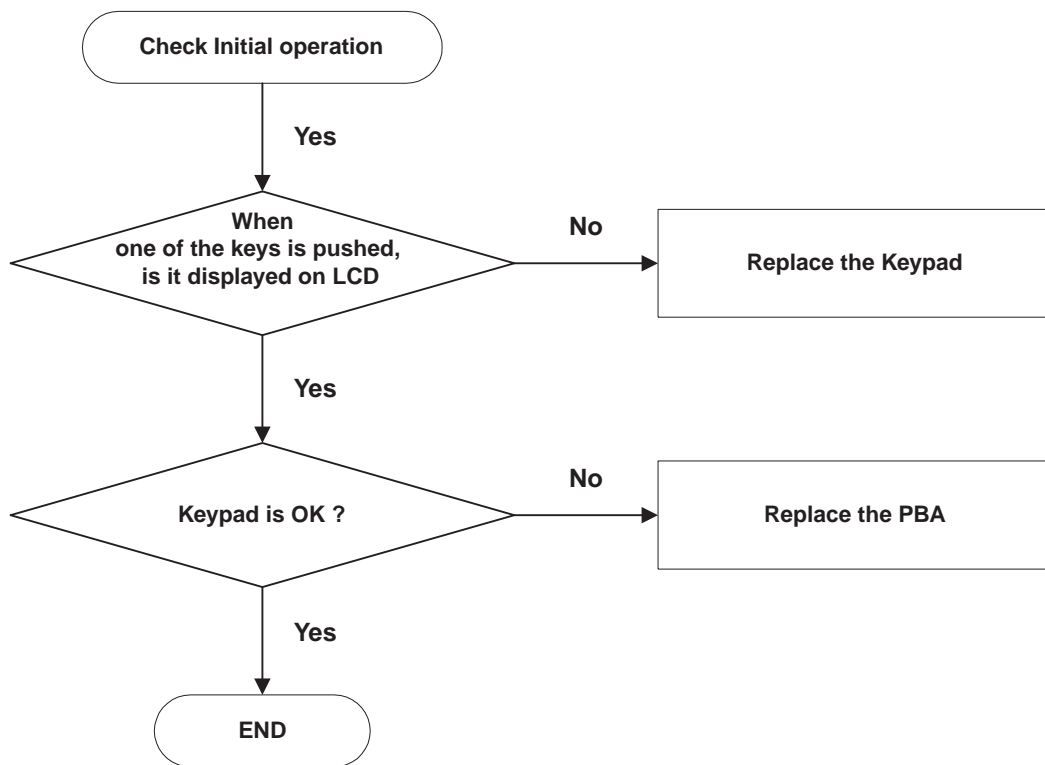 Check Initial operation
Yes
When
one of the keys is pushed,
is it displayed on LCD
No
Replace the Keypad
Yes
Keypad is OK ?
No
Replace the PBA
Yes
END